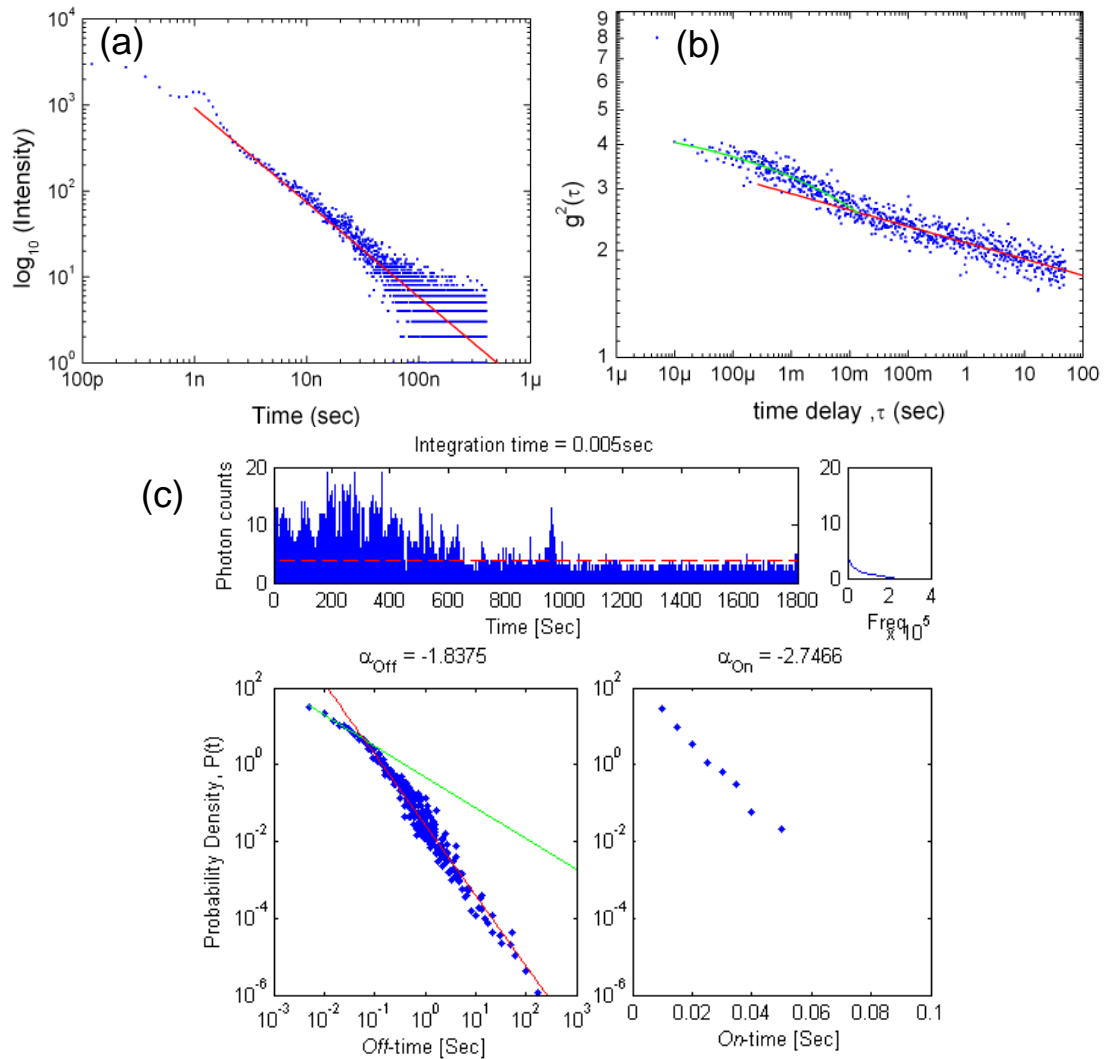 (a)
10^4
10^3
10^2
10^1
10^0
log10 (Intensity)
100p 1n 10n 100n 1µ
Time (sec)
(b)
9
8
7
6
5
4
3
2
1
g^2(τ)
1µ 10µ 100µ 1m 10m 100m 1 10 100
time delay ,τ (sec)
(c)
Integration time = 0.005sec
20
10
0
Photon counts
0 200 400 600 800 1000 1200 1400 1600 1800
Time [Sec]
20
10
0
0 2 4
Freq
x 10^5
α_Off = -1.8375
10^2
10^0
10^-2
10^-4
10^-6
Probability Density, P(t)
10^-3 10^-2 10^-1 10^0 10^1 10^2 10^3
Off-time [Sec]
α_On = -2.7466
10^2
10^0
10^-2
10^-4
10^-6
0 0.02 0.04 0.06 0.08 0.1
On-time [Sec]